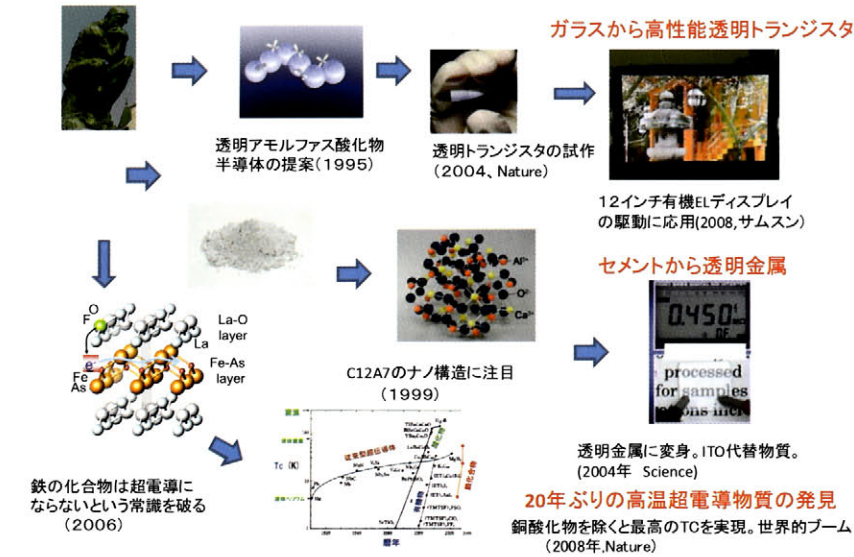 ガラスから高性能透明トランジスタ
透明アモルファス酸化物
半導体の提案(1995)
透明トランジスタの試作
(2004、Nature)
12インチ有機ELディスプレイ
の駆動に応用(2008,サムスン)
セメントから透明金属
Al³⁺
O²⁻
Ca²⁺
C12A7のナノ構造に注目
(1999)
0.450
processed
for samples
透明金属に変身。ITO代替物質。
(2004年 Science)
O
F
La-O
layer
La
e⁻
Fe
As
Fe-As
layer
鉄の化合物は超電導に
ならないという常識を破る
(2006)
Tc (K)
従来型超伝導体
暦年
20年ぶりの高温超電導物質の発見
銅酸化物を除くと最高のTCを実現。世界的ブーム
(2008年,Nature)